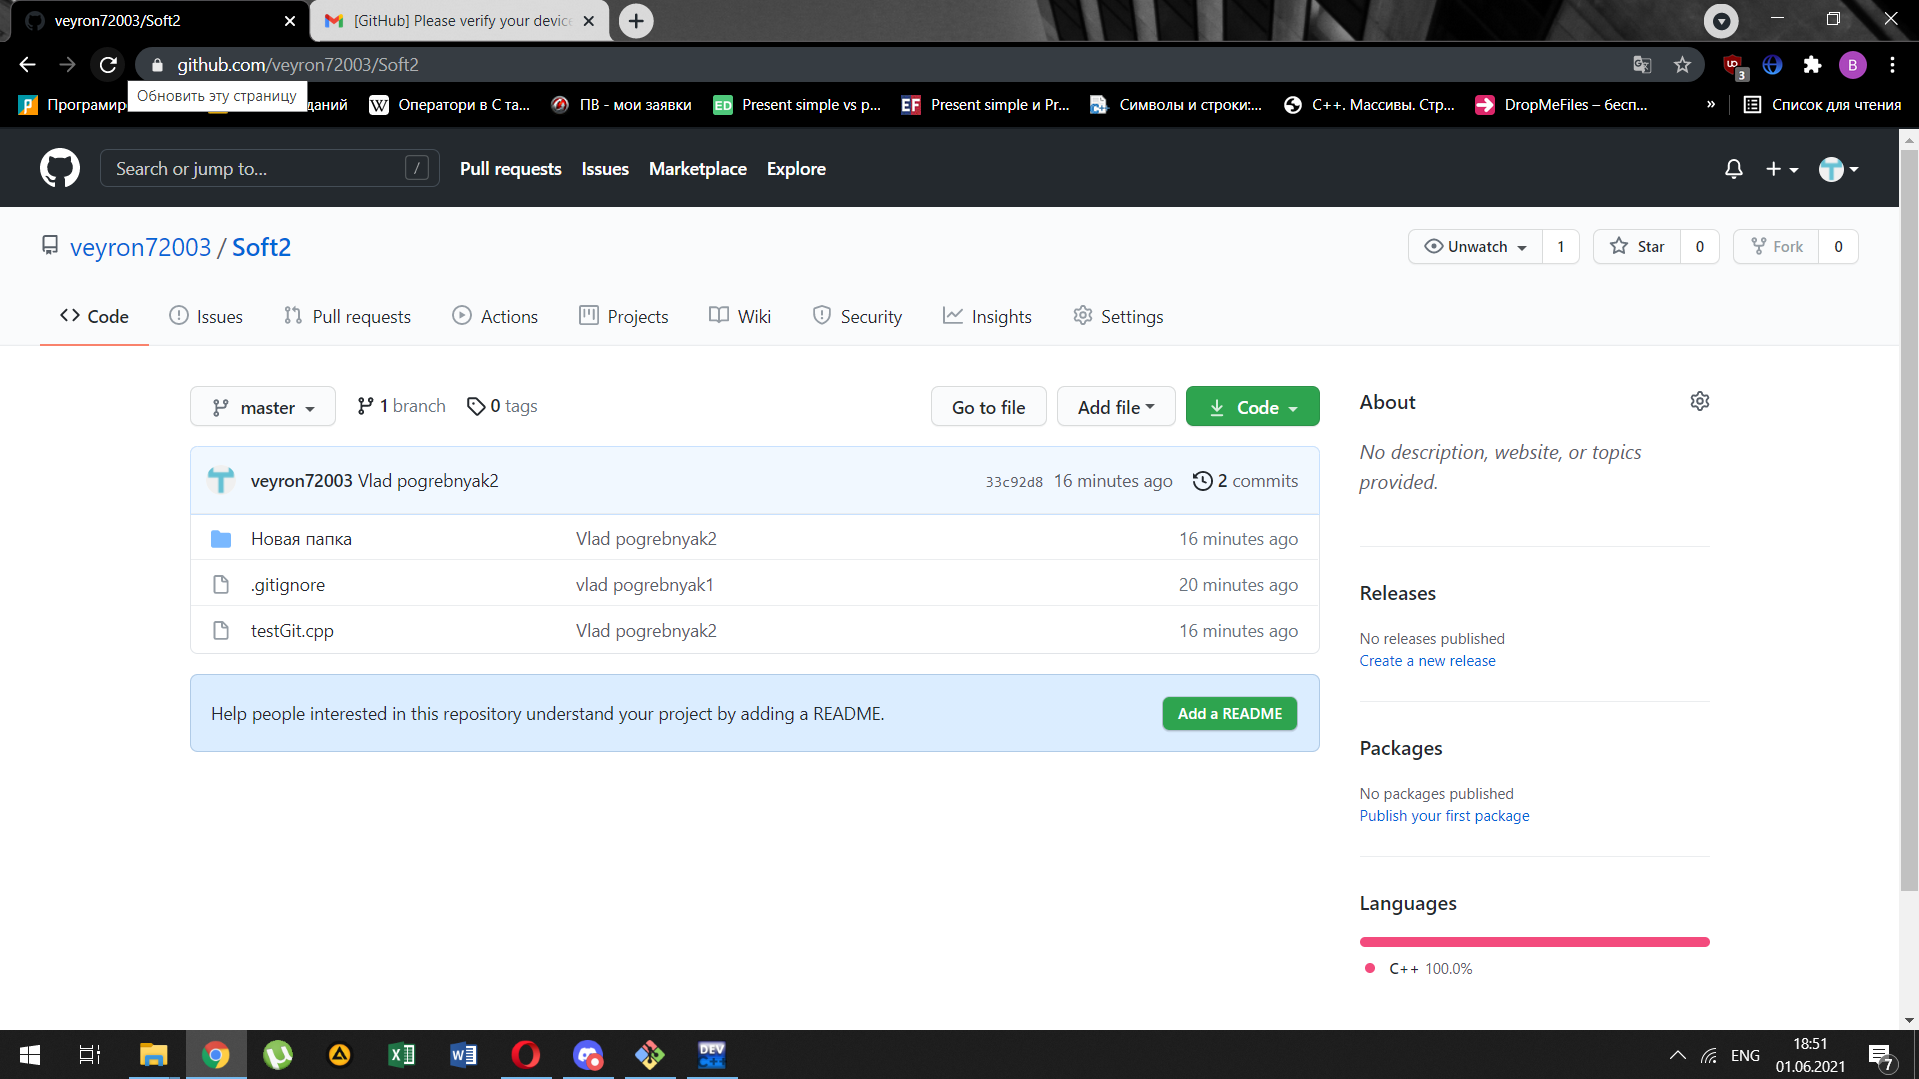 veyron72003/Soft2
[GitHub] Please verify your device
github.com/veyron72003/Soft2
3
B
Обновить эту страницу
Програмир
даний
Оператори в C та...
ПВ - мои заявки
Present simple vs p...
Present simple и Pr...
Символы и строки:...
C++. Массивы. Стр...
DropMeFiles – бесп...
»
Список для чтения
Search or jump to...
/
Pull requests
Issues
Marketplace
Explore
veyron72003 / Soft2
Unwatch
1
Star
0
Fork
0
Code
Issues
Pull requests
Actions
Projects
Wiki
Security
Insights
Settings
master
1 branch
0 tags
Go to file
Add file
Code
veyron72003 Vlad pogrebnyak2
33c92d8
16 minutes ago
2 commits
Новая папка
Vlad pogrebnyak2
16 minutes ago
.gitignore
vlad pogrebnyak1
20 minutes ago
testGit.cpp
Vlad pogrebnyak2
16 minutes ago
Help people interested in this repository understand your project by adding a README.
Add a README
About
No description, website, or topics
provided.
Releases
No releases published
Create a new release
Packages
No packages published
Publish your first package
Languages
C++ 100.0%
DEV
C++
ENG
18:51
01.06.2021
7